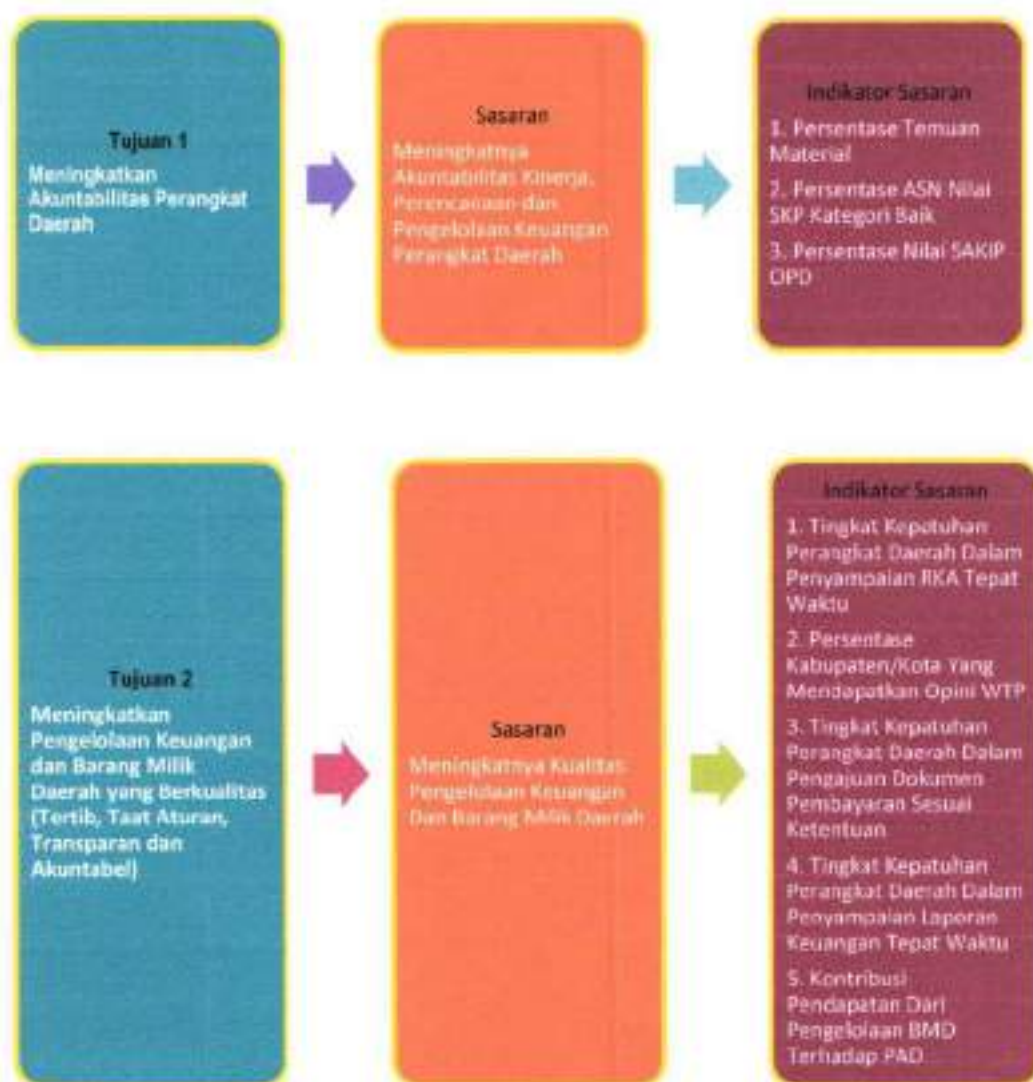 Tujuan 1
Meningkatkan
Akuntabilitas Perangkat
Daerah
Sasaran
Meningkatnya
Akuntabilitas Kinerja,
Perencanaan dan
Pengelolaan Keuangan
Perangkat Daerah
Indikator Sasaran
1. Persentase Temuan
Material
2. Persentase ASN Nilai
SKP Kategori Baik
3. Persentase Nilai SAKIP
OPD
Tujuan 2
Meningkatkan
Pengelolaan Keuangan
dan Barang Milik
Daerah yang Berkualitas
(Tertib, Taat Aturan,
Transparan dan
Akuntabel)
Sasaran
Meningkatnya Kualitas
Pengelolaan Keuangan
Dan Barang Milik Daerah
Indikator Sasaran
1. Tingkat Kepatuhan
Perangkat Daerah Dalam
Penyampaian RKA Tepat
Waktu
2. Persentase
Kabupaten/Kota Yang
Mendapatkan Opini WTP
3. Tingkat Kepatuhan
Perangkat Daerah Dalam
Pengajuan Dokumen
Pembayaran Sesuai
Ketentuan
4. Tingkat Kepatuhan
Perangkat Daerah Dalam
Penyampaian Laporan
Keuangan Tepat Waktu
5. Kontribusi
Pendapatan Dari
Pengelolaan BMD
Terhadap PAD